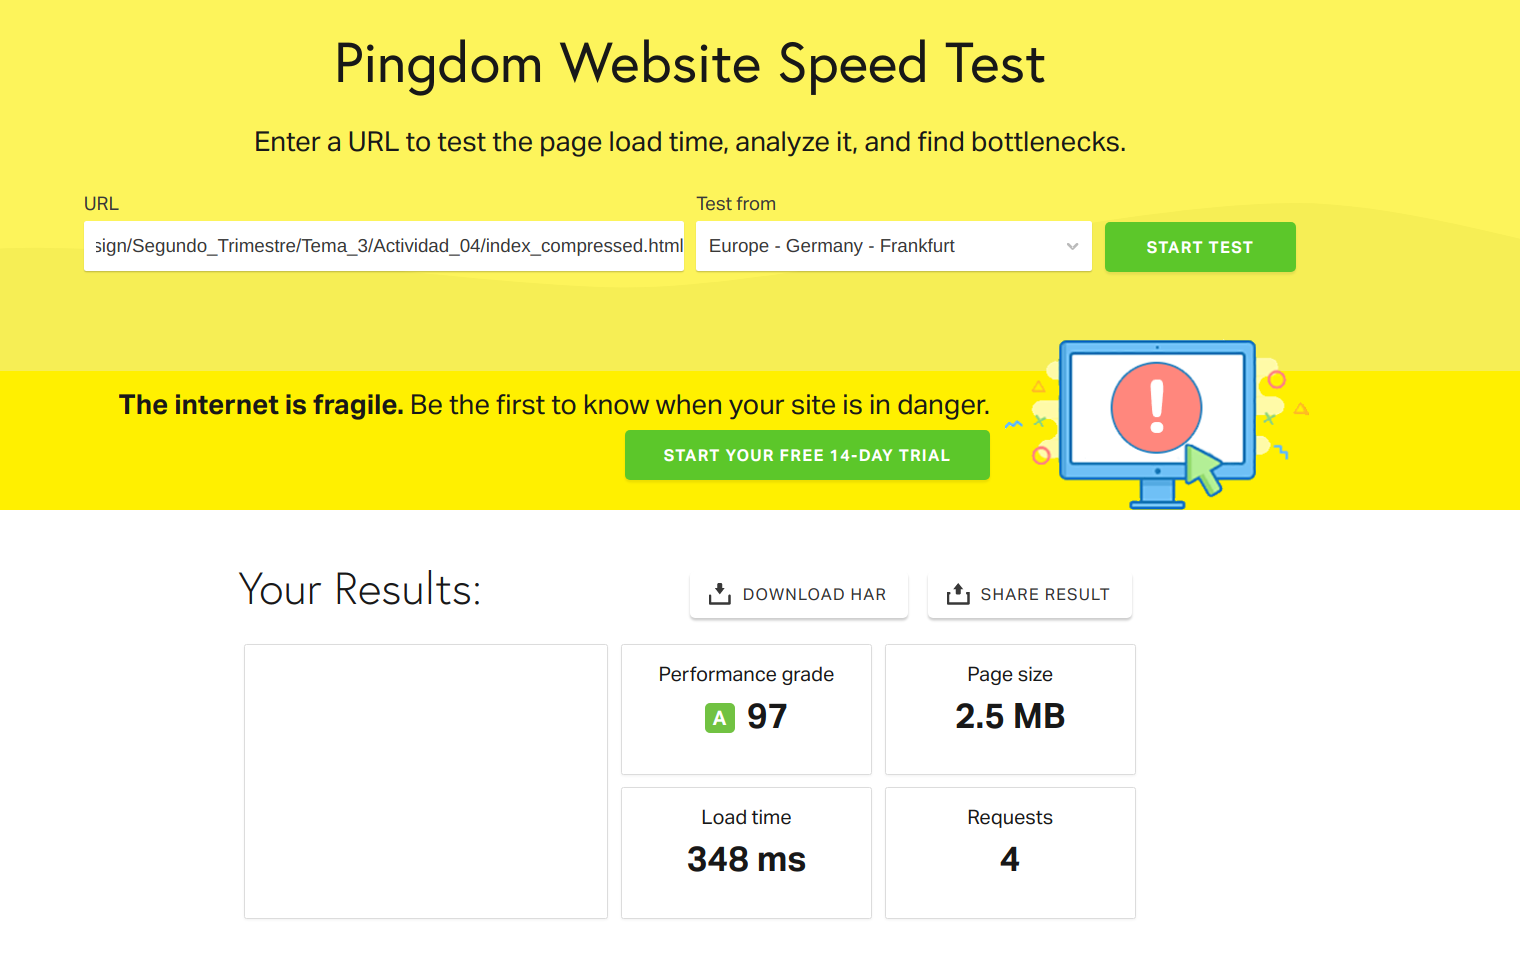 Pingdom Website Speed Test
Enter a URL to test the page load time, analyze it, and find bottlenecks.
URL
Test from
sign/Segundo_Trimestre/Tema_3/Actividad_04/index_compressed.html
Europe - Germany - Frankfurt
START TEST
The internet is fragile. Be the first to know when your site is in danger.
START YOUR FREE 14-DAY TRIAL
Your Results:
DOWNLOAD HAR
SHARE RESULT
Performance grade
A 97
Page size
2.5 MB
Load time
348 ms
Requests
4